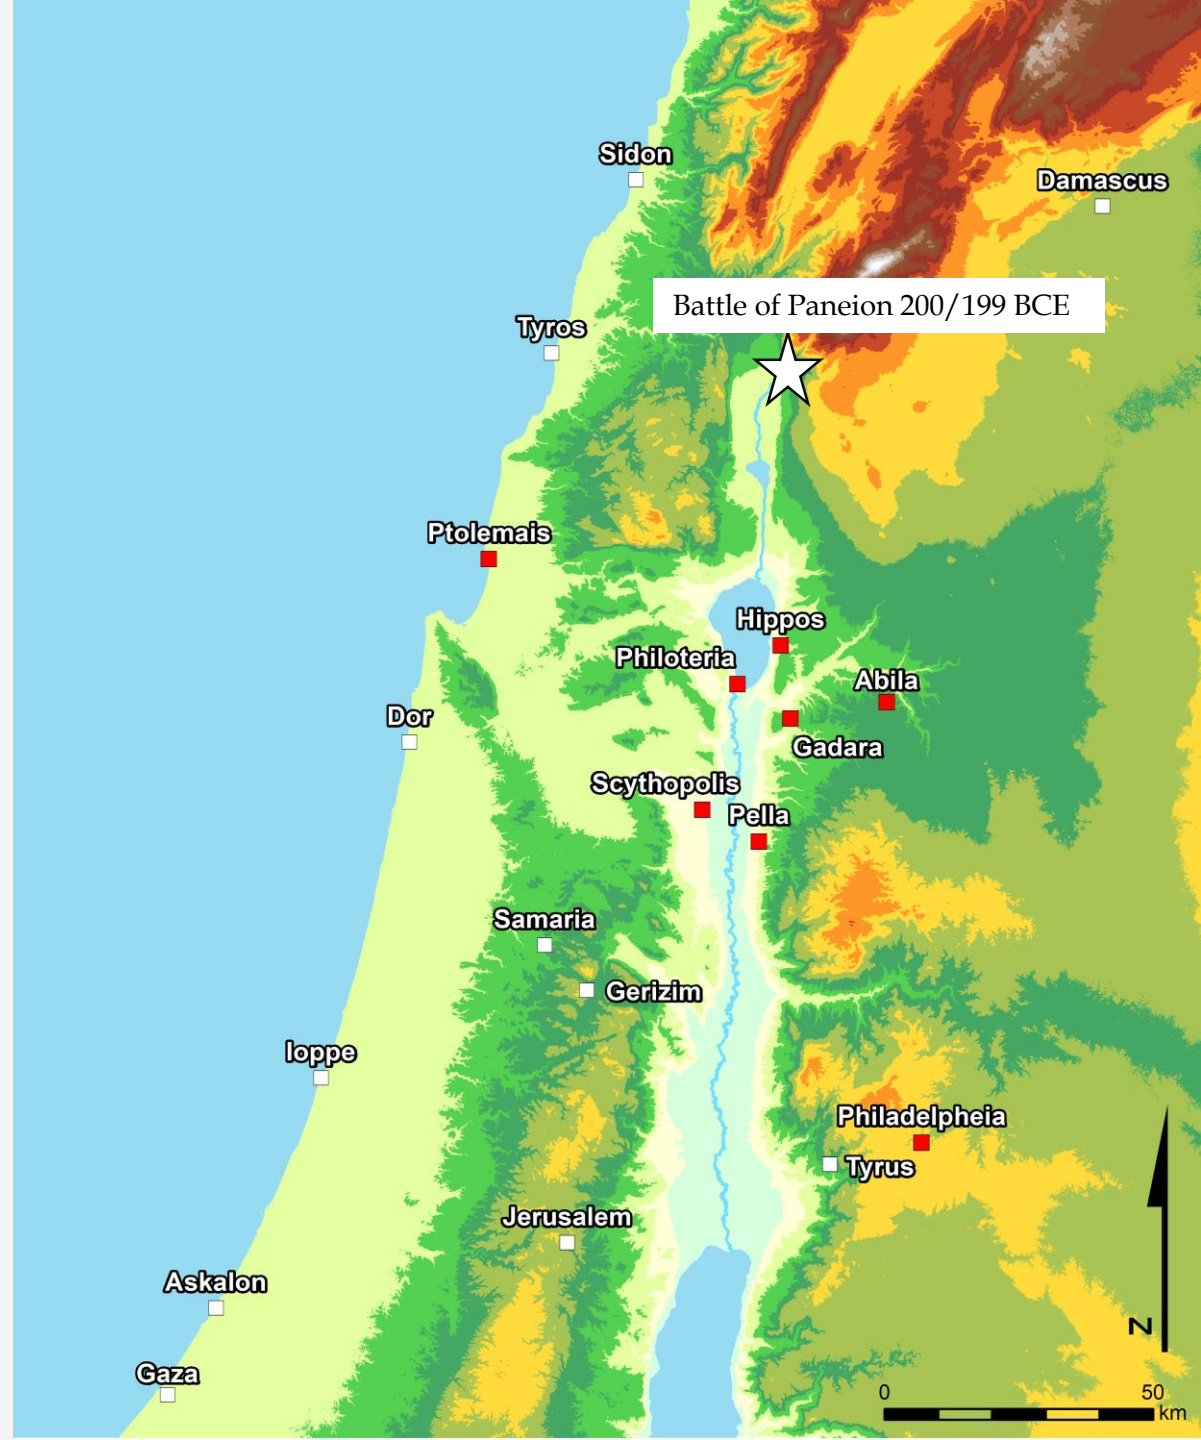 Sidon
Damascus
Battle of Paneion 200/199 BCE
Tyros
Ptolemais
Hippos
Philoteria
Abila
Dor
Gadara
Scythopolis
Pella
Samaria
Gerizim
Ioppe
Philadelpheia
Tyrus
Jerusalem
Askalon
N
Gaza
0 50
km